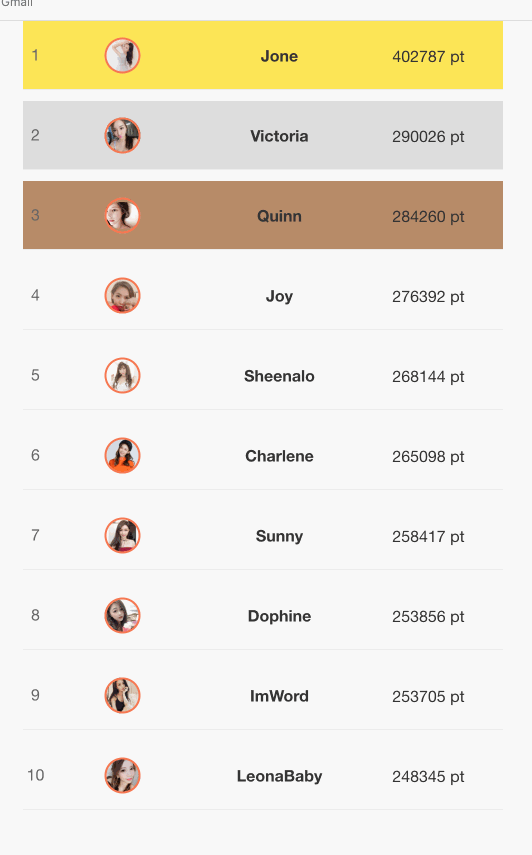 Gmail
1 Jone 402787 pt
2 Victoria 290026 pt
3 Quinn 284260 pt
4 Joy 276392 pt
5 Sheenalo 268144 pt
6 Charlene 265098 pt
7 Sunny 258417 pt
8 Dophine 253856 pt
9 ImWord 253705 pt
10 LeonaBaby 248345 pt